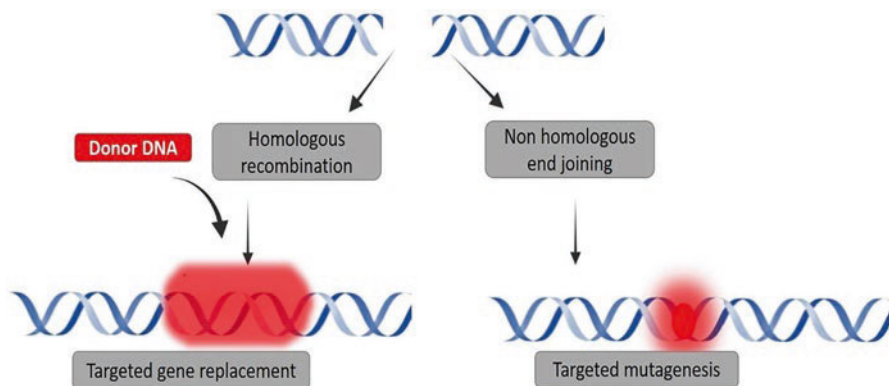 Donor DNA
Homologous
recombination
Non homologous
end joining
Targeted gene replacement
Targeted mutagenesis